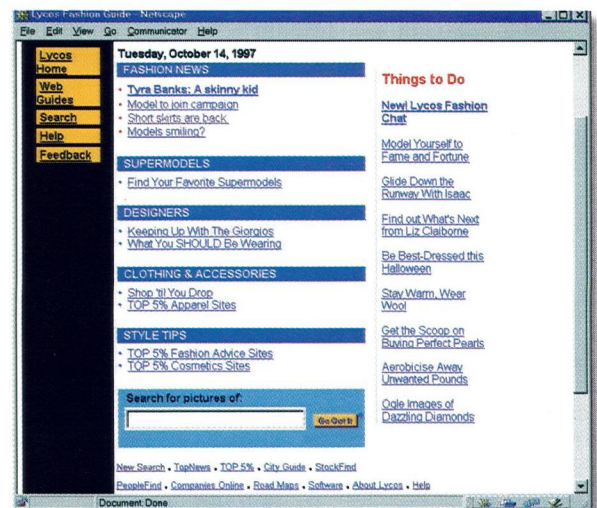 Lycos Fashion Guide - Netscape
File Edit View Go Communicator Help
Lycos
Home
Web
Guides
Search
Help
Feedback
Tuesday, October 14, 1997
FASHION NEWS
• Tyra Banks: A skinny kid
• Model to join campaign
• Short skirts are back.
• Models smiling?
SUPERMODELS
• Find Your Favorite Supermodels
DESIGNERS
• Keeping Up With The Giorgios
• What You SHOULD Be Wearing
CLOTHING & ACCESSORIES
• Shop 'til You Drop
• TOP 5% Apparel Sites
STYLE TIPS
• TOP 5% Fashion Advice Sites
• TOP 5% Cosmetics Sites
Search for pictures of:
Go Get It
New Search • TopNews • TOP 5% • City Guide • StockFind
PeopleFind • Companies Online • Road Maps • Software • About Lycos • Help
Things to Do
New! Lycos Fashion
Chat
Model Yourself to
Fame and Fortune
Glide Down the
Runway With Isaac
Find out What's Next
from Liz Claiborne
Be Best-Dressed this
Halloween
Stay Warm, Wear
Wool
Get the Scoop on
Buying Perfect Pearls
Aerobicise Away
Unwanted Pounds
Ogle Images of
Dazzling Diamonds
Document: Done